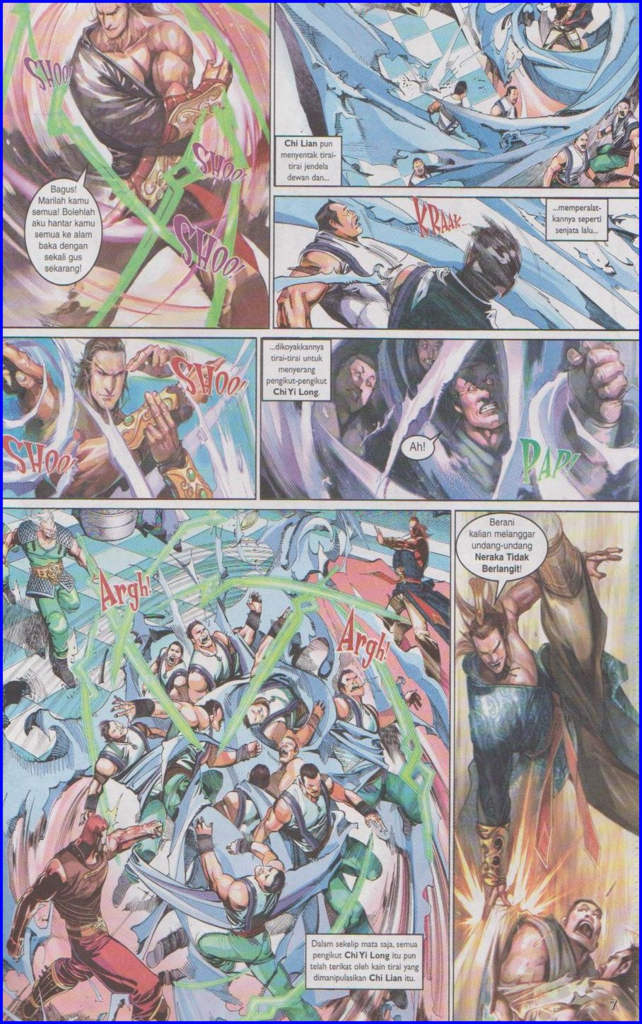 SHOO!
SHOO!
SHOO!
Bagus!
Marilah kamu
semua! Bolehlah
aku hantar kamu
semua ke alam
baka dengan
sekali gus
sekarang!
Chi Lian pun
menyentak tirai-
tirai jendela
dewan dan...
...memperalat-
kannya seperti
senjata lalu...
KRAAK
SHOO!
SHOO!
...dikoyakkannya
tirai-tirai untuk
menyerang
pengikut-pengikut
Chi Yi Long.
Ah!
PAP!
Argh!
Argh!
Dalam sekelip mata saja, semua
pengikut Chi Yi Long itu pun
telah terikat oleh kain tirai yang
dimanipulasikan Chi Lian itu.
Berani
kalian melanggar
undang-undang
Neraka Tidak
Berlangit!
7